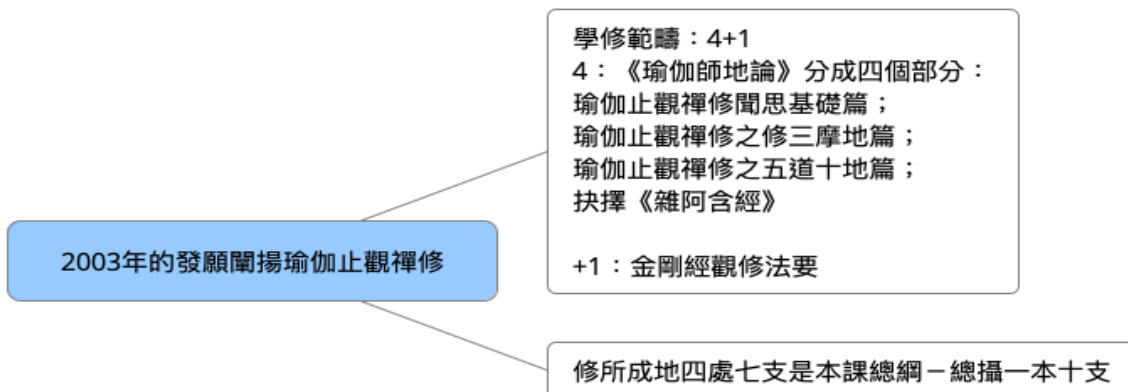 學修範疇：4+1
4：《瑜伽師地論》分成四個部分：
瑜伽止觀禪修聞思基礎篇；
瑜伽止觀禪修之修三摩地篇；
瑜伽止觀禪修之五道十地篇；
抉擇《雜阿含經》
+1：金剛經觀修法要
2003年的發願闡揚瑜伽止觀禪修
修所成地四處七支是本課總綱－總攝一本十支